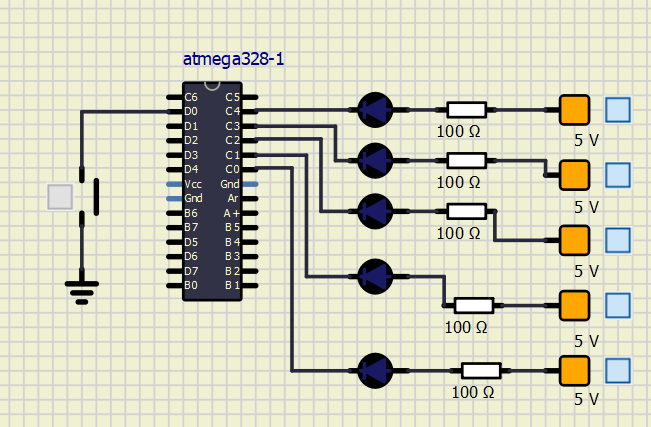 atmega328-1
C6 C5
D0 C4
D1 C3
D2 C2
D3 C1
D4 C0
Vcc Gnd
Gnd Ar
B6 A+
B7 B5
D5 B4
D6 B3
D7 B2
B0 B1
100 Ω
5 V
100 Ω
5 V
100 Ω
5 V
100 Ω
5 V
100 Ω
5 V